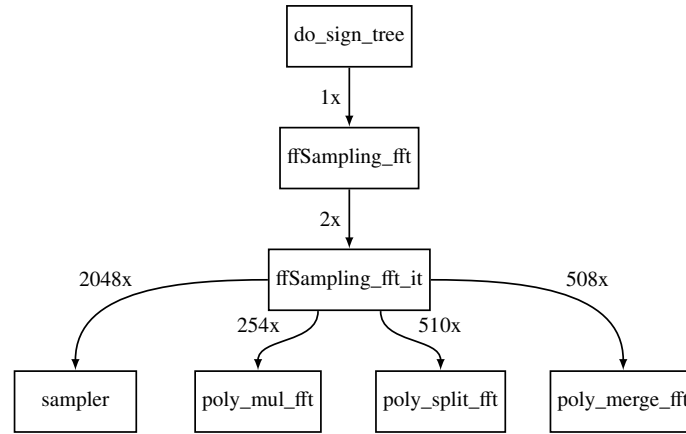 do_sign_tree
1x
ffSampling_fft
2x
ffSampling_fft_it
2048x
254x
510x
508x
sampler
poly_mul_fft
poly_split_fft
poly_merge_fft